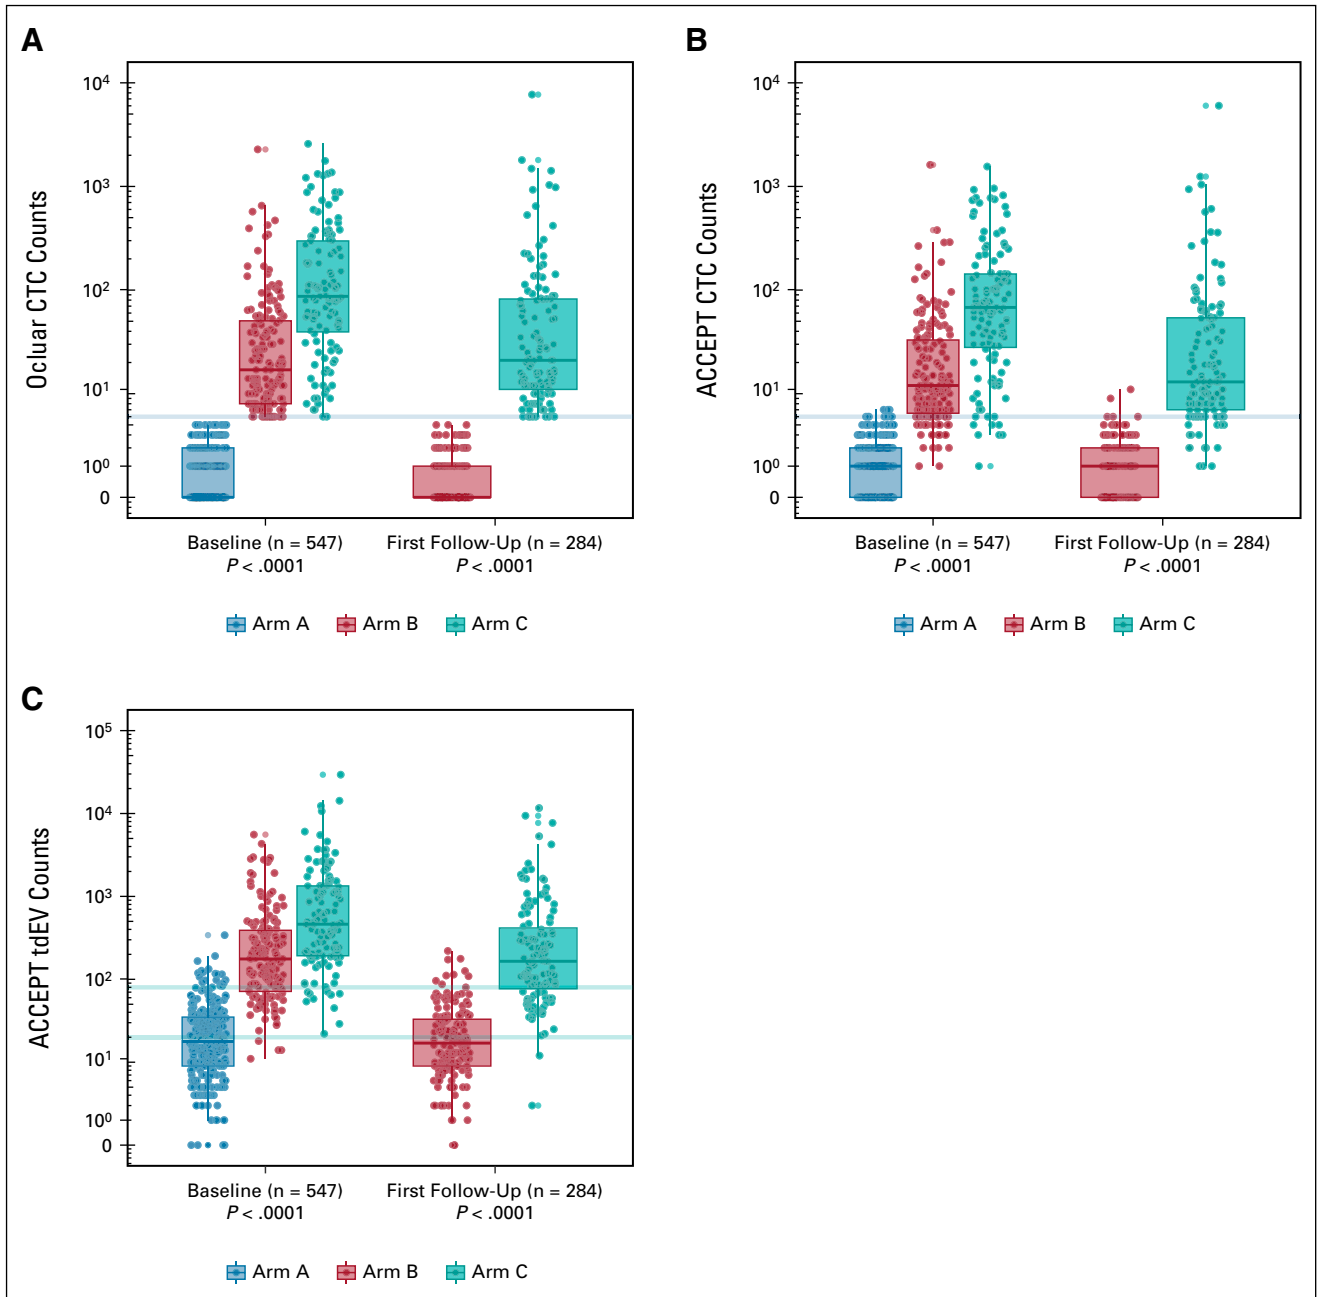 A
10⁴
10³
10²
10¹
10⁰
0
Ocluar CTC Counts
Baseline (n = 547)
P < .0001
First Follow-Up (n = 284)
P < .0001
Arm A
Arm B
Arm C
B
10⁴
10³
10²
10¹
10⁰
0
ACCEPT CTC Counts
Baseline (n = 547)
P < .0001
First Follow-Up (n = 284)
P < .0001
Arm A
Arm B
Arm C
C
10⁵
10⁴
10³
10²
10¹
10⁰
0
ACCEPT tdEV Counts
Baseline (n = 547)
P < .0001
First Follow-Up (n = 284)
P < .0001
Arm A
Arm B
Arm C